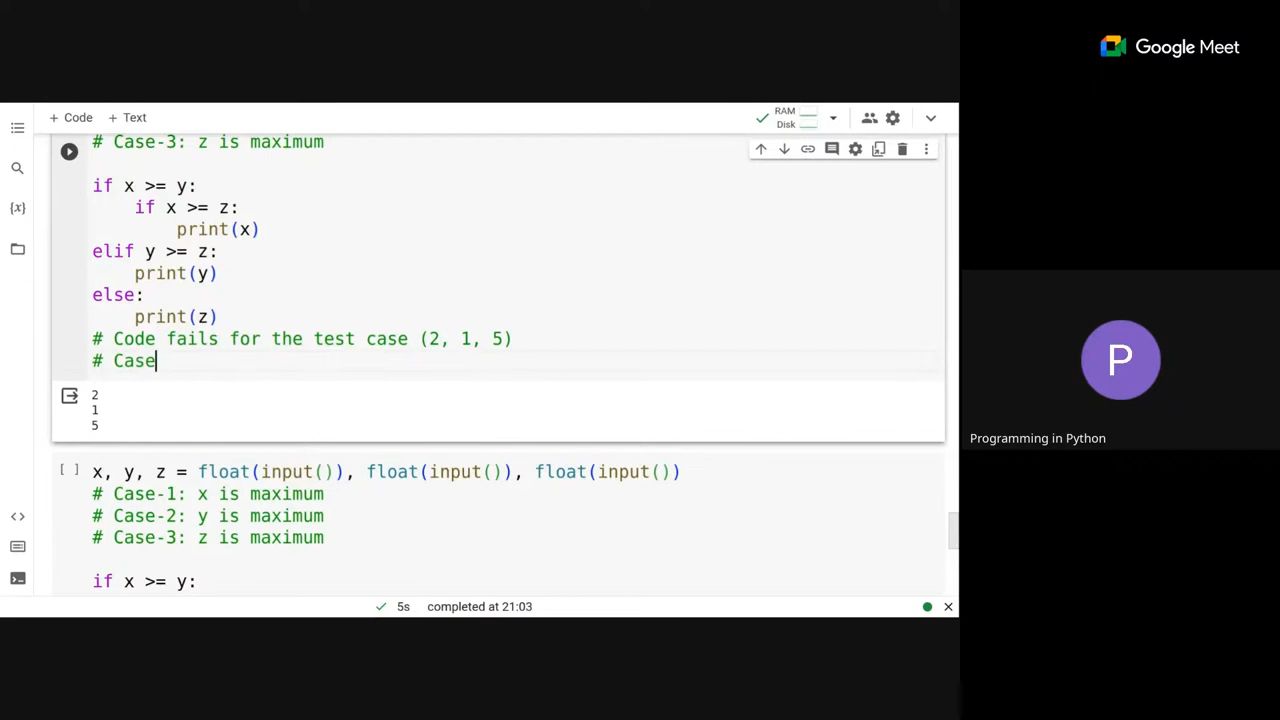 Google Meet
+ Code + Text
RAM
Disk
# Case-3: z is maximum
if x >= y:
    if x >= z:
        print(x)
elif y >= z:
    print(y)
else:
    print(z)
# Code fails for the test case (2, 1, 5)
# Case
2
1
5
[ ] x, y, z = float(input()), float(input()), float(input())
# Case-1: x is maximum
# Case-2: y is maximum
# Case-3: z is maximum
if x >= y:
5s completed at 21:03
{x}
P
Programming in Python